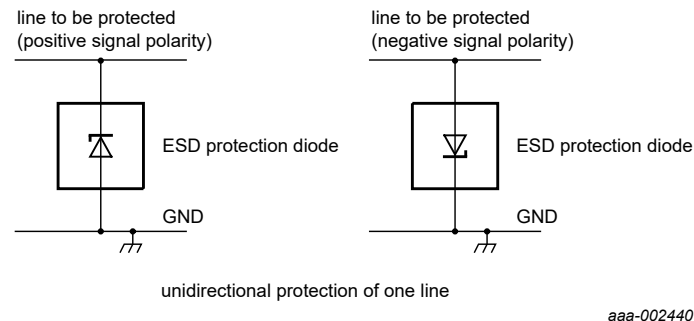 line to be protected
(positive signal polarity)
line to be protected
(negative signal polarity)
ESD protection diode
ESD protection diode
GND
GND
unidirectional protection of one line
aaa-002440